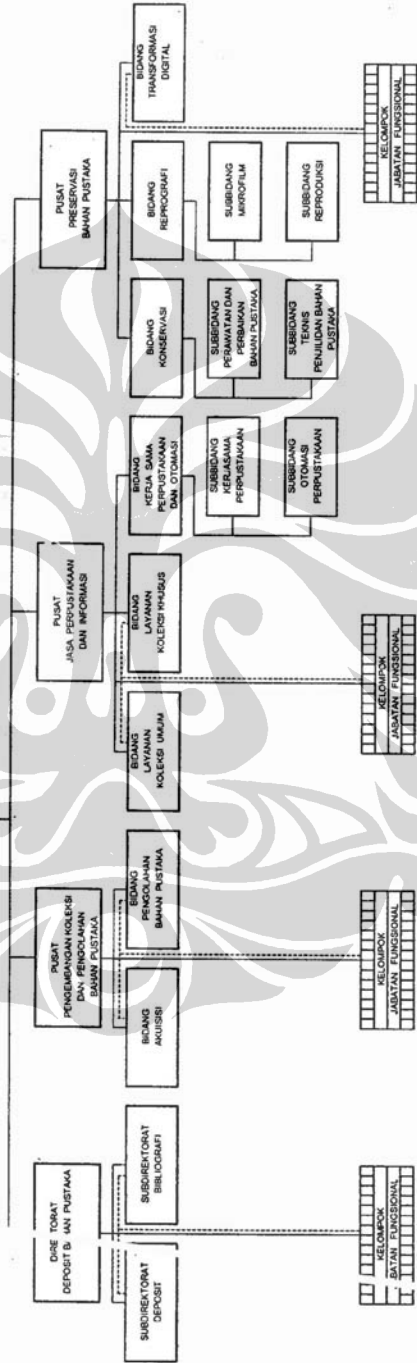 DIRE TORAT
DEPOSIT BAHAN PUSTAKA
SUBDIREKTORAT
DEPOSIT
SUBDIREKTORAT
BIBLIOGRAFI
KELOMPOK
JABATAN FUNGSIONAL
PUSAT
PENGEMBANGAN KOLEKSI
DAN PENGOLAHAN
BAHAN PUSTAKA
BIDANG
AKUISISI
BIDANG
PENGOLAHAN
BAHAN PUSTAKA
KELOMPOK
JABATAN FUNGSIONAL
PUSAT
JASA PERPUSTAKAAN
DAN INFORMASI
BIDANG
LAYANAN
KOLEKSI UMUM
BIDANG
LAYANAN
KOLEKSI KHUSUS
BIDANG
KERJA SAMA
PERPUSTAKAAN
DAN OTOMASI
SUBBIDANG
KERJASAMA
PERPUSTAKAAN
SUBBIDANG
OTOMASI
PERPUSTAKAAN
KELOMPOK
JABATAN FUNGSIONAL
PUSAT
PRESERVASI
BAHAN PUSTAKA
BIDANG
KONSERVASI
SUBBIDANG
PERAWATAN DAN
PERBAIKAN
BAHAN PUSTAKA
SUBBIDANG
TEKNIS
PENJILIDAN BAHAN
PUSTAKA
BIDANG
REPROGRAFI
SUBBIDANG
MIKROFILM
SUBBIDANG
REPRODUKSI
BIDANG
TRANSFORMASI
DIGITAL
KELOMPOK
JABATAN FUNGSIONAL